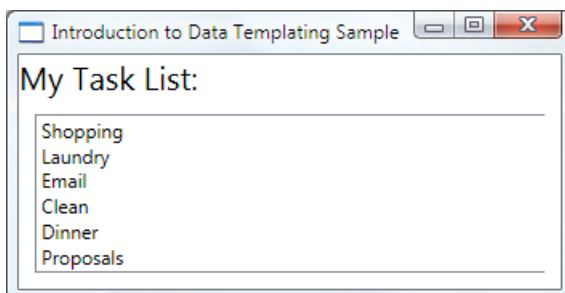 Introduction to Data Templating Sample
My Task List:
Shopping
Laundry
Email
Clean
Dinner
Proposals